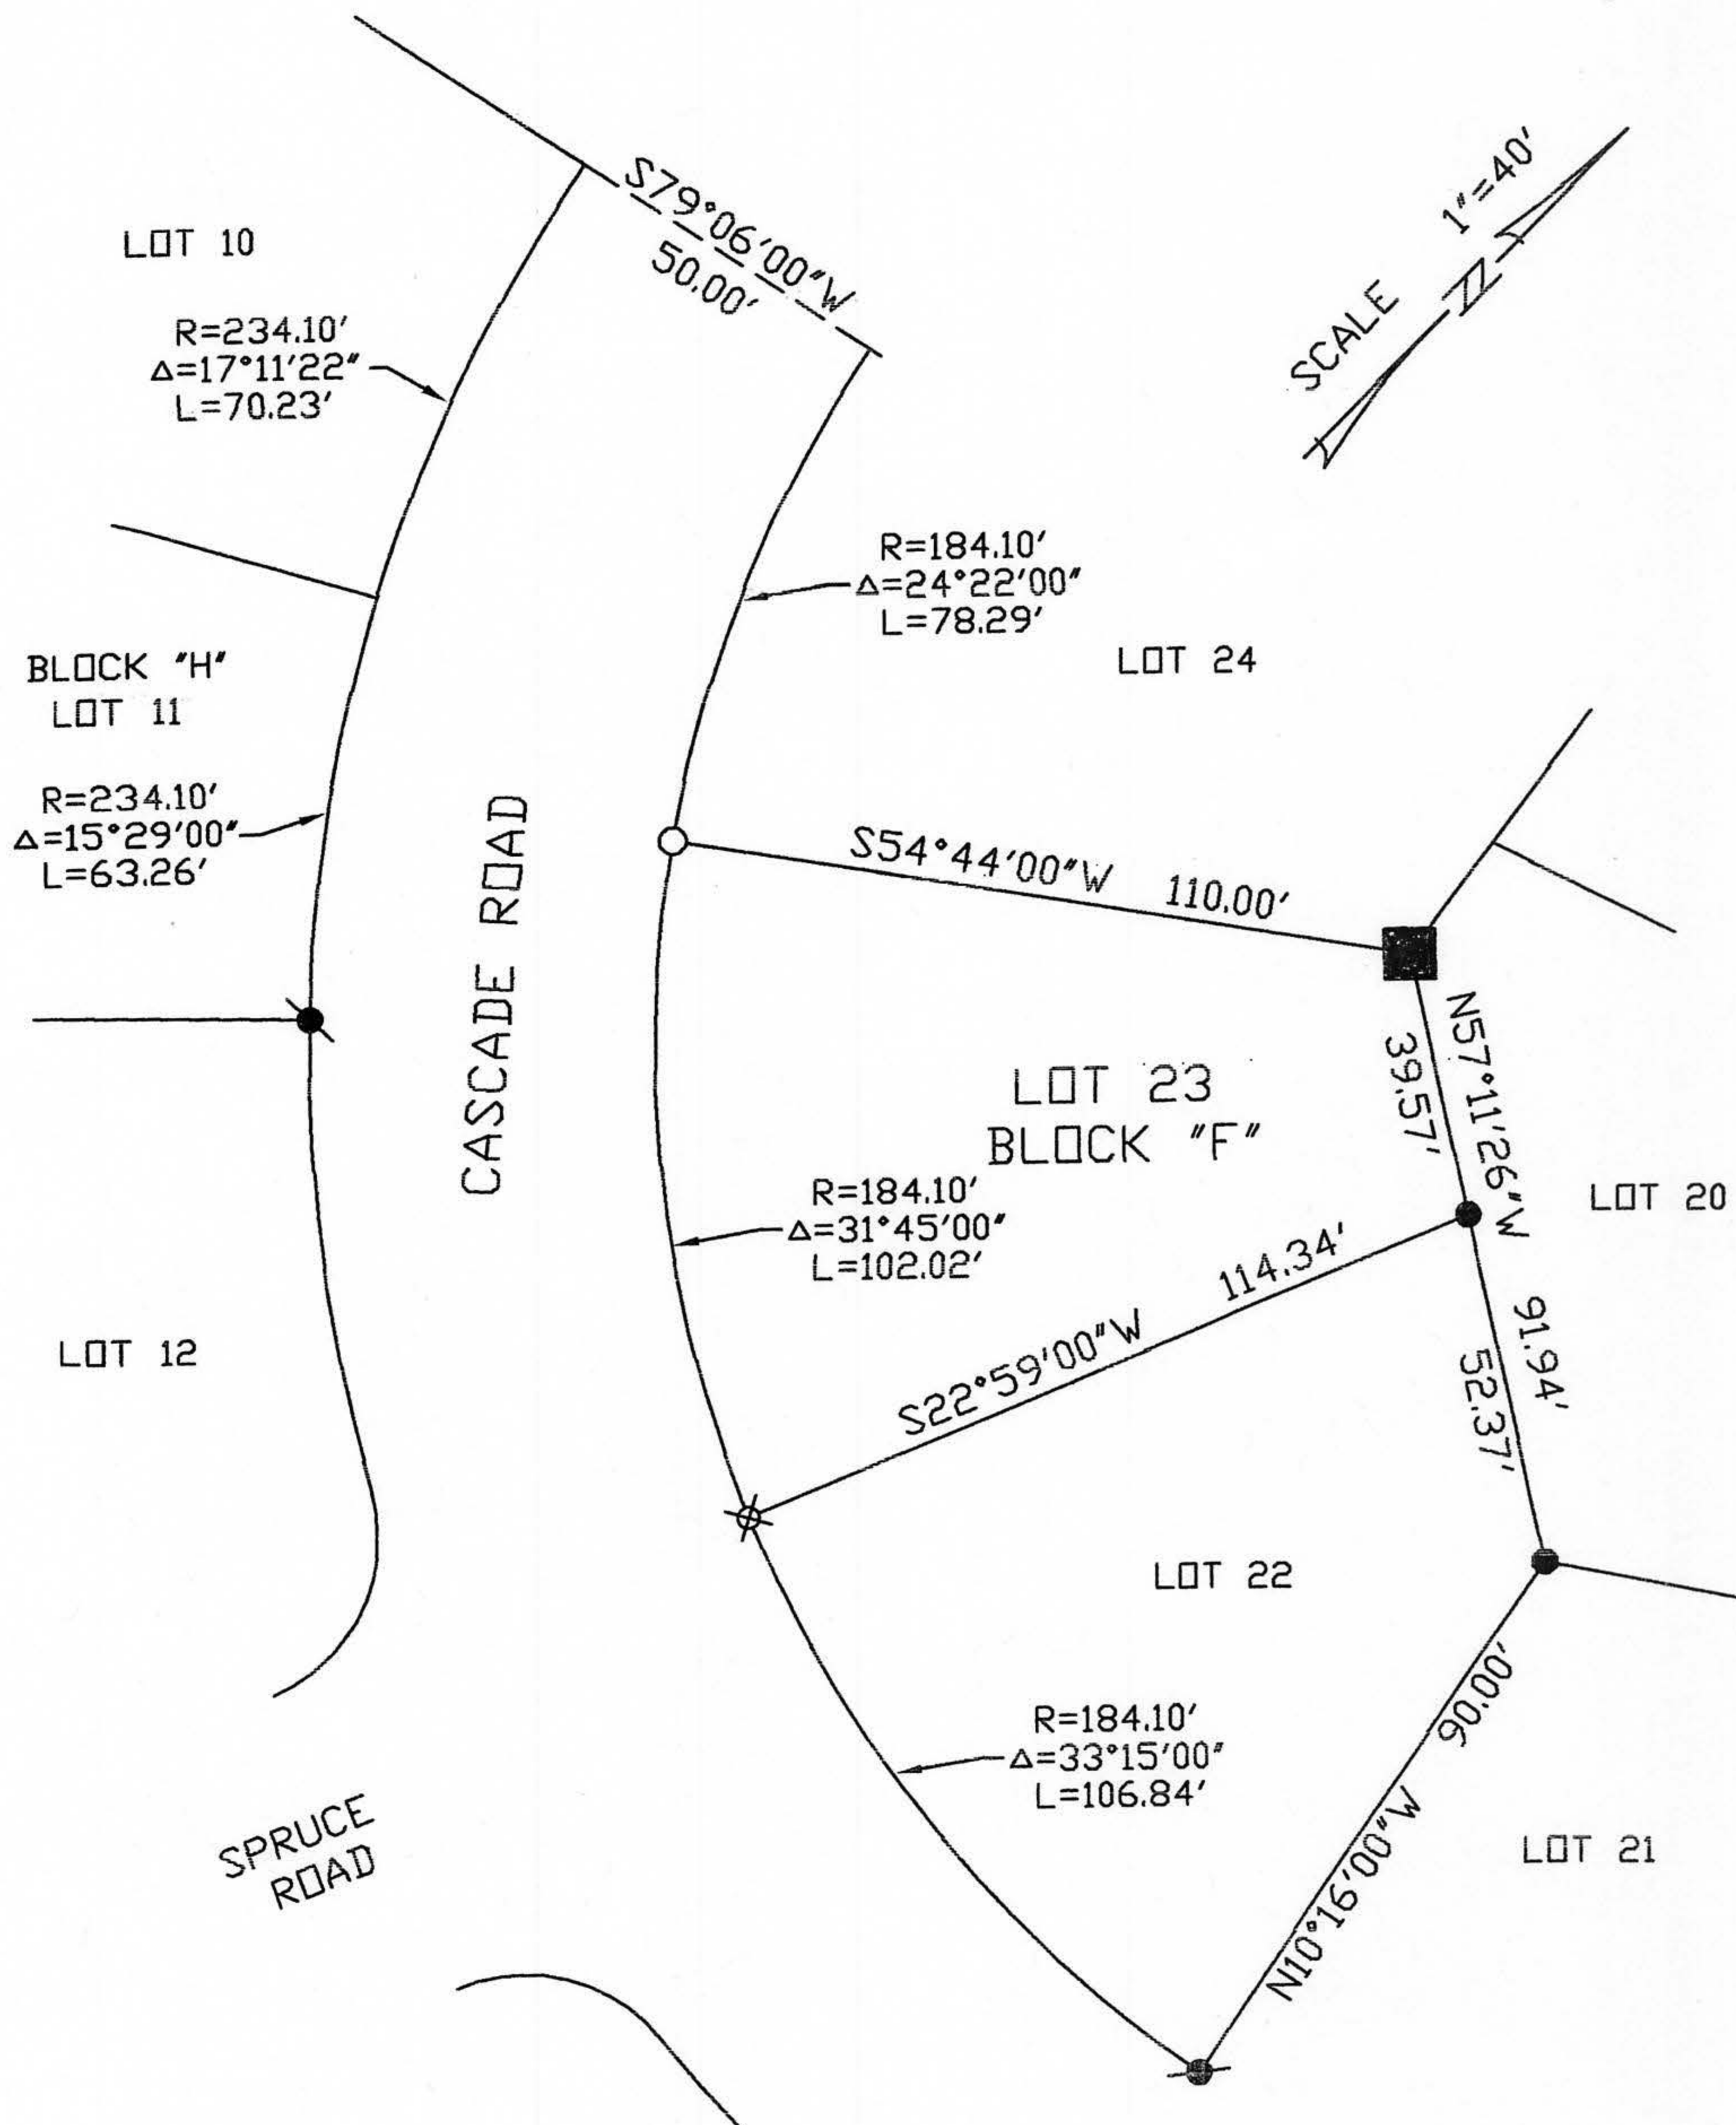 S79°06'00"W
50.00'
SCALE 1"=40'
N
LOT 10
R=234.10'
Δ=17°11'22"
L=70.23'
R=184.10'
Δ=24°22'00"
L=78.29'
LOT 24
BLOCK "H"
LOT 11
R=234.10'
Δ=15°29'00"
L=63.26'
CASCADE ROAD
S54°44'00"W 110.00'
N57°11'26"W
39.57'
LOT 23
BLOCK "F"
R=184.10'
Δ=31°45'00"
L=102.02'
LOT 20
S22°59'00"W 114.34'
91.94'
52.37'
LOT 12
LOT 22
R=184.10'
Δ=33°15'00"
L=106.84'
N10°16'00"W 90.00'
LOT 21
SPRUCE
ROAD